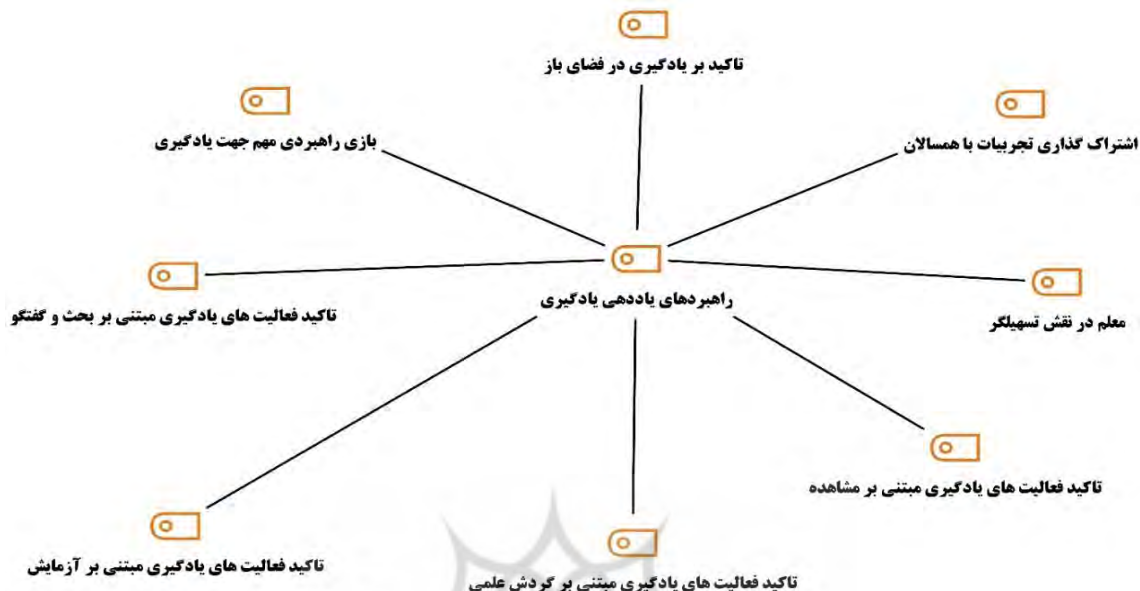 تاکید بر یادگیری در فضای باز
بازی راهبردی مهم جهت یادگیری
اشتراک گذاری تجربیات با همسالان
راهبردهای یاددهی یادگیری
تاکید فعالیت های یادگیری مبتنی بر بحث و گفتگو
معلم در نقش تسهیلگر
تاکید فعالیت های یادگیری مبتنی بر مشاهده
تاکید فعالیت های یادگیری مبتنی بر آزمایش
تاکید فعالیت های یادگیری مبتنی بر گردش علمی